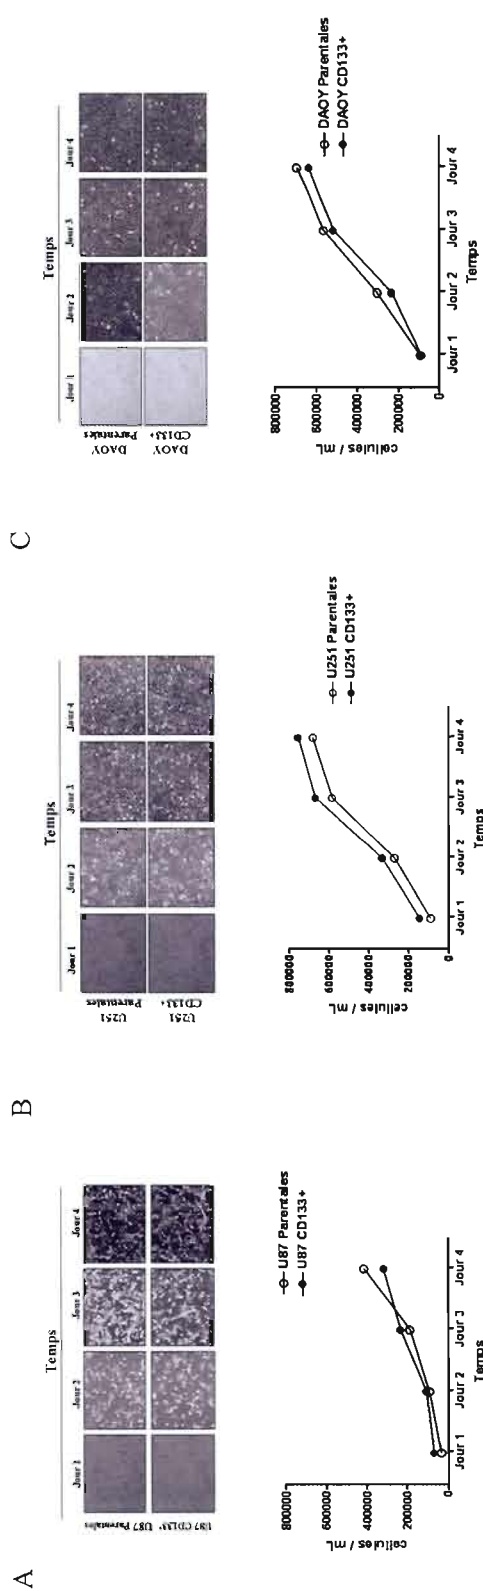 A
Temps
Jour 1
Jour 2
Jour 3
Jour 4
U87 Parentales
U87 CD133+
800000
600000
400000
200000
0
cellules / mL
Jour 1
Jour 2
Jour 3
Jour 4
Temps
U87 Parentales
U87 CD133+
B
Temps
Jour 1
Jour 2
Jour 3
Jour 4
U251
Parentales
U251
CD133+
800000
600000
400000
200000
0
cellules / mL
Jour 1
Jour 2
Jour 3
Jour 4
Temps
U251 Parentales
U251 CD133+
C
Temps
Jour 1
Jour 2
Jour 3
Jour 4
DAOY
Parentales
DAOY
CD133+
800000
600000
400000
200000
0
cellules / mL
Jour 1
Jour 2
Jour 3
Jour 4
Temps
DAOY Parentales
DAOY CD133+